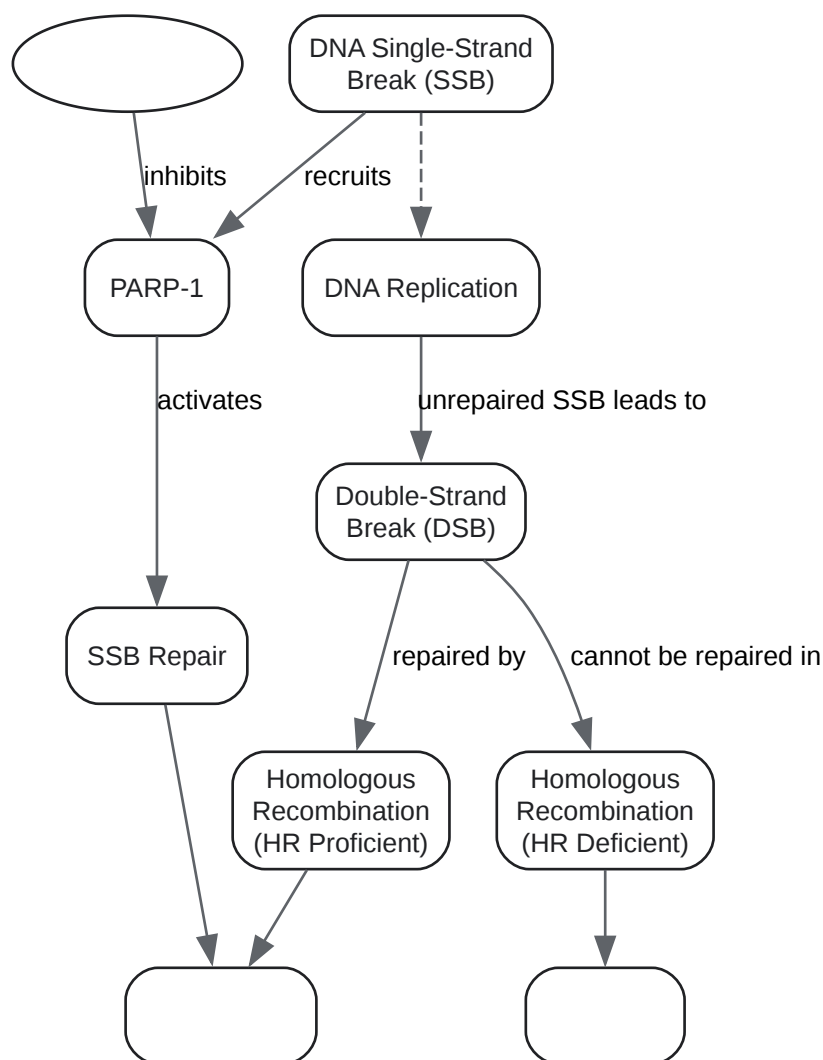 DNA Single-Strand
Break (SSB)
inhibits
recruits
PARP-1
DNA Replication
activates
unrepaired SSB leads to
Double-Strand
Break (DSB)
SSB Repair
repaired by
cannot be repaired in
Homologous
Recombination
(HR Proficient)
Homologous
Recombination
(HR Deficient)